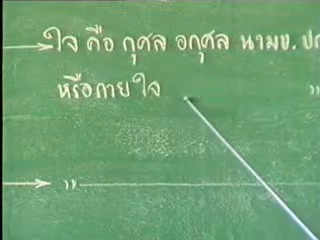 ใจ คือ กุศล อกุศล นามข.
หรือกายใจ "
"